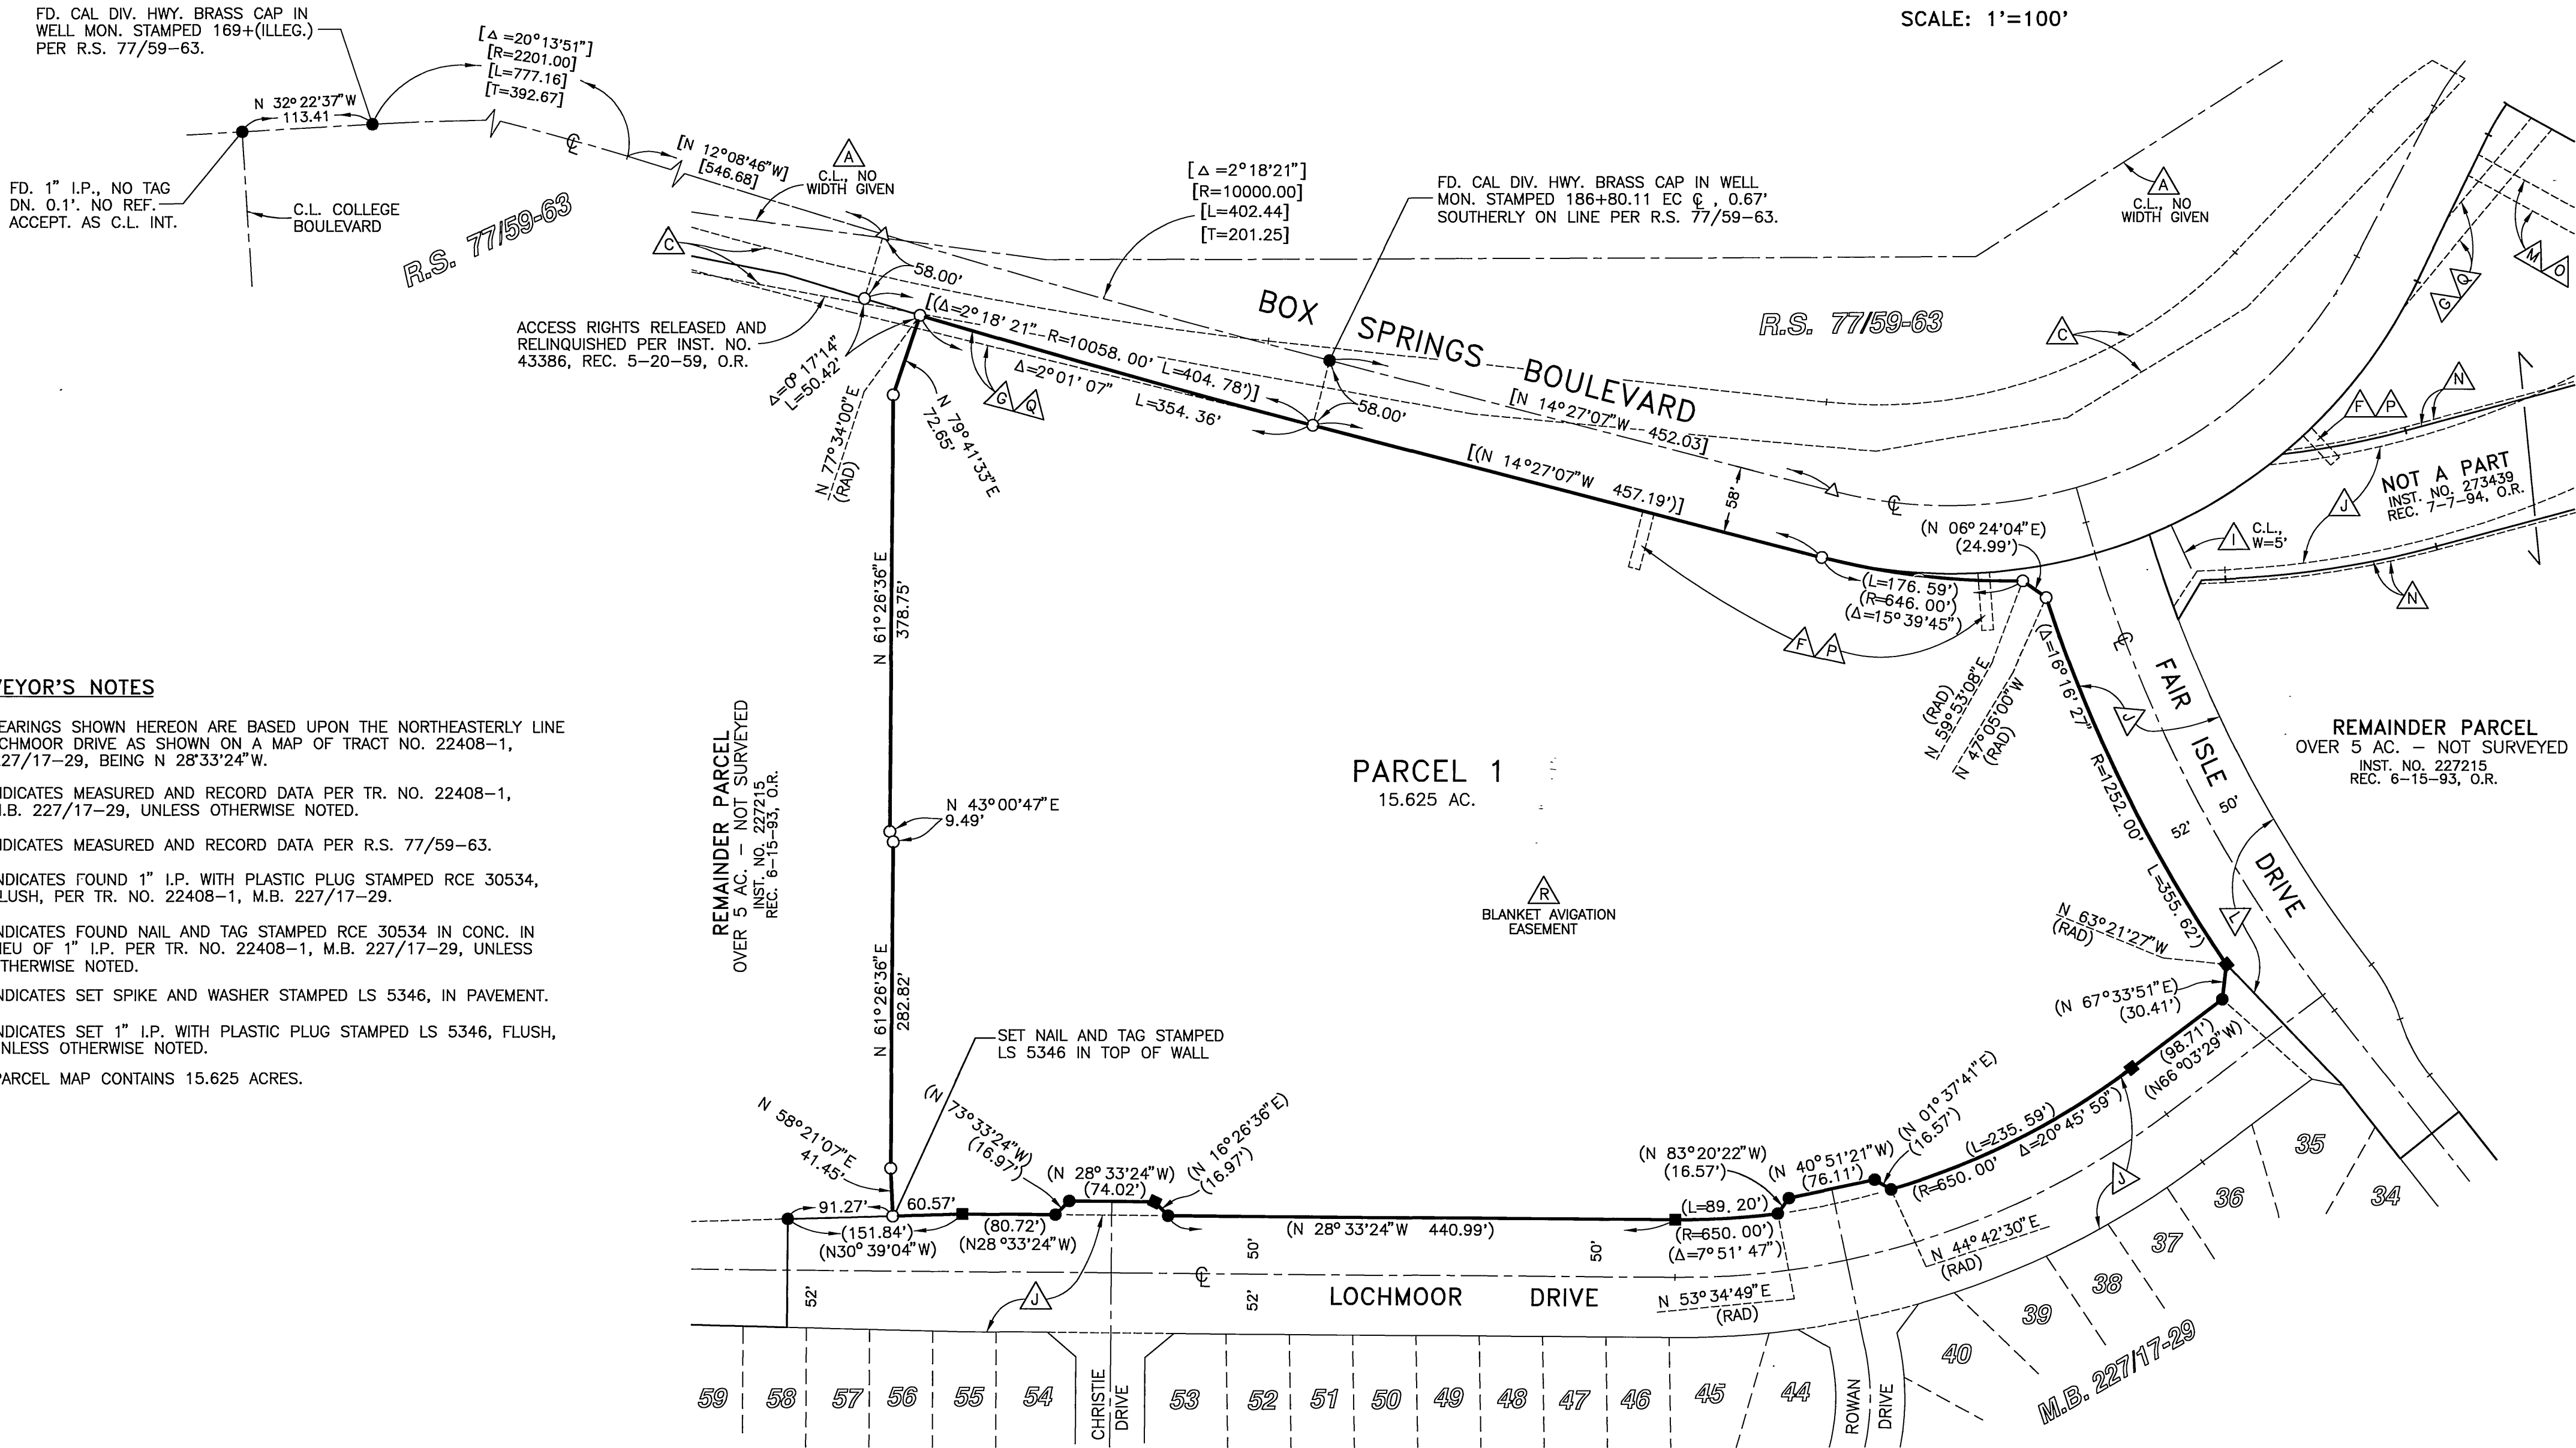 SCALE: 1'=100'
FD. CAL DIV. HWY. BRASS CAP IN
WELL MON. STAMPED 169+(ILLEG.)
PER R.S. 77/59-63.
[Δ =20°13'51"]
[R=2201.00]
[L=777.16]
[T=392.67]
N 32°22'37"W
113.41
FD. 1" I.P., NO TAG
DN. 0.1'. NO REF.
ACCEPT. AS C.L. INT.
C.L. COLLEGE
BOULEVARD
R.S. 77/59-63
℄
[N 12°08'46"W]
[546.68]
A
C.L., NO
WIDTH GIVEN
[Δ =2°18'21"]
[R=10000.00]
[L=402.44]
[T=201.25]
FD. CAL DIV. HWY. BRASS CAP IN WELL
MON. STAMPED 186+80.11 EC ℄ , 0.67'
SOUTHERLY ON LINE PER R.S. 77/59-63.
A
C.L., NO
WIDTH GIVEN
C
58.00'
ACCESS RIGHTS RELEASED AND
RELINQUISHED PER INST. NO.
43386, REC. 5-20-59, O.R.
[(Δ=2°18' 21" R=10058. 00' L=404. 78')]
Δ=2°01' 07" L=354. 36'
Δ=0°17'14"
L=50.42'
N 77°34'00"E
(RAD)
N 79°41'33"E
72.65'
G Q
BOX SPRINGS BOULEVARD
R.S. 77/59-63
C
58.00'
[N 14°27'07"W 452.03]
[(N 14°27'07"W 457.19')]
58'
℄
G Q
M O
N
F P
NOT A PART
INST. NO. 273439
REC. 7-7-94, O.R.
J
I
C.L.,
W=5'
N
(N 06°24'04"E)
(24.99')
(L=176. 59')
(R=646. 00')
(Δ=15°39'45")
F P
N 59°53'08"E
(RAD)
N 47°05'00"W
(RAD)
(Δ=16°16' 27" R=1252. 00' L=355. 62')
J
℄
FAIR ISLE DRIVE
50'
52'
L
REMAINDER PARCEL
OVER 5 AC. - NOT SURVEYED
INST. NO. 227215
REC. 6-15-93, O.R.
N 61°26'36"E
378.75'
REMAINDER PARCEL
OVER 5 AC. - NOT SURVEYED
INST. NO. 227215
REC. 6-15-93, O.R.
N 43°00'47"E
9.49'
PARCEL 1
15.625 AC.
R
BLANKET AVIGATION
EASEMENT
N 61°26'36"E
282.82'
VEYOR'S NOTES
EARINGS SHOWN HEREON ARE BASED UPON THE NORTHEASTERLY LINE
CHMOOR DRIVE AS SHOWN ON A MAP OF TRACT NO. 22408-1,
27/17-29, BEING N 28°33'24"W.
NDICATES MEASURED AND RECORD DATA PER TR. NO. 22408-1,
M.B. 227/17-29, UNLESS OTHERWISE NOTED.
NDICATES MEASURED AND RECORD DATA PER R.S. 77/59-63.
NDICATES FOUND 1" I.P. WITH PLASTIC PLUG STAMPED RCE 30534,
LUSH, PER TR. NO. 22408-1, M.B. 227/17-29.
NDICATES FOUND NAIL AND TAG STAMPED RCE 30534 IN CONC. IN
IEU OF 1" I.P. PER TR. NO. 22408-1, M.B. 227/17-29, UNLESS
THERWISE NOTED.
NDICATES SET SPIKE AND WASHER STAMPED LS 5346, IN PAVEMENT.
NDICATES SET 1" I.P. WITH PLASTIC PLUG STAMPED LS 5346, FLUSH,
NLESS OTHERWISE NOTED.
PARCEL MAP CONTAINS 15.625 ACRES.
N 63°21'27"W
(RAD)
(N 67°33'51"E)
(30.41')
(98.71')
(N66°03'29"W)
SET NAIL AND TAG STAMPED
LS 5346 IN TOP OF WALL
N 58°21'07"E
41.45'
91.27'
60.57'
(151.84')
(N30°39'04"W)
(N 73°33'24"W)
(16.97')
(80.72')
(N28°33'24"W)
(N 28°33'24"W)
(74.02')
(N 16°26'36"E)
(16.97')
(N 28°33'24"W 440.99')
(L=89. 20')
(R=650. 00')
(Δ=7°51' 47")
(N 83°20'22"W)
(16.57')
(N 40°51'21"W)
(76.11')
(N 01°37'41"E)
(16.57')
(L=235. 59')
(R=650. 00' Δ=20°45' 59")
J
N 44°42'30"E
(RAD)
N 53°34'49"E
(RAD)
50'
50'
52'
52'
℄
J
LOCHMOOR DRIVE
CHRISTIE
DRIVE
ROWAN
DRIVE
59 58 57 56 55 54 53 52 51 50 49 48 47 46 45 44
40 39 38 37 36 35 34
M.B. 227/17-29